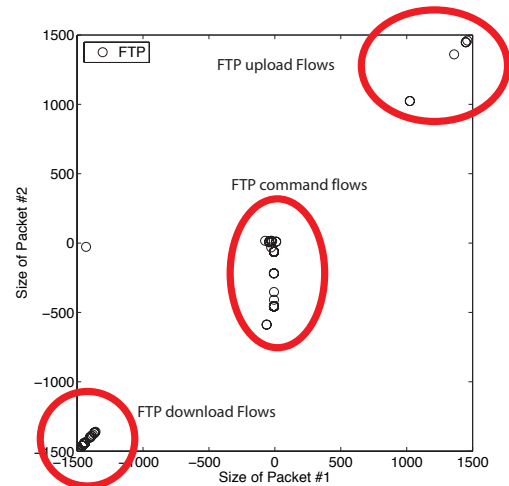 1500
FTP
FTP upload Flows
1000
500
FTP command flows
0
Size of Packet #2
−500
−1000
FTP download Flows
−1500
−1500
−1000
−500
0
500
1000
1500
Size of Packet #1